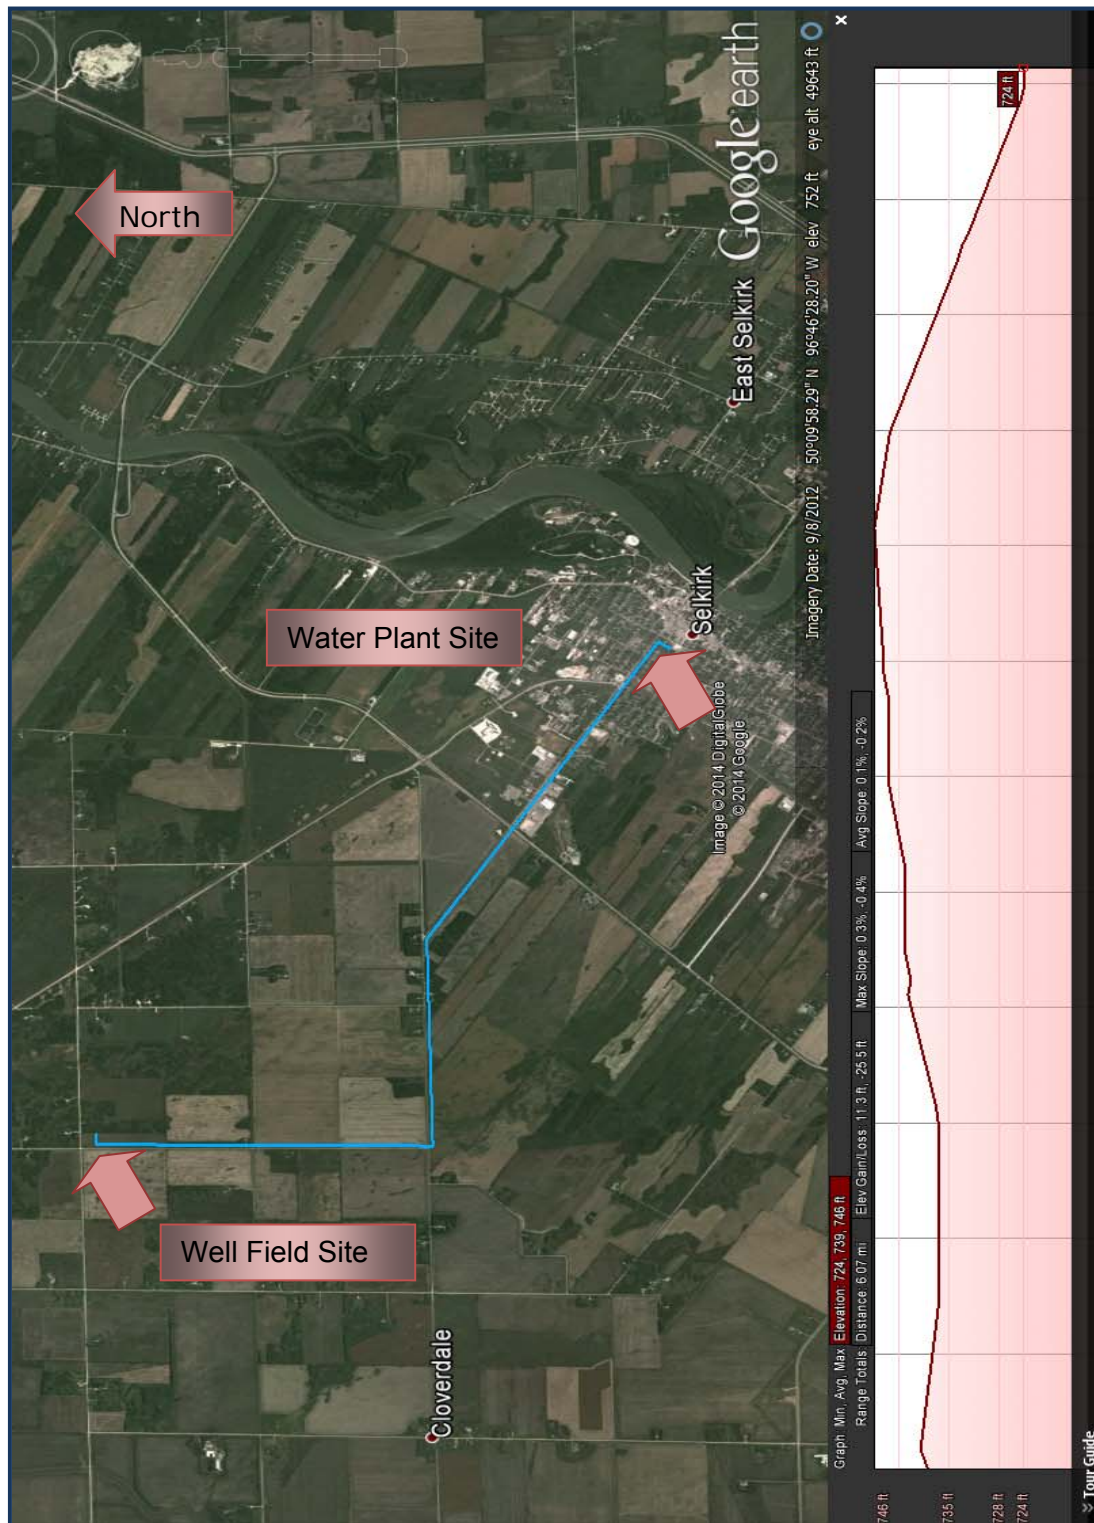 North
Water Plant Site
Well Field Site
Cloverdale
Selkirk
East Selkirk
Image © 2014 DigitalGlobe
© 2014 Google
Google earth
Imagery Date: 9/8/2012 50°09'58.29" N 96°46'28.20" W elev 752 ft eye alt 49643 ft
Graph: Min, Avg, Max Elevation: 724, 739, 746 ft
Range Totals: Distance: 6.07 mi Elev Gain/Loss: 11.3 ft, -25.5 ft Max Slope: 0.3%, -0.4% Avg Slope: 0.1%, -0.2%
746 ft
735 ft
728 ft
724 ft
724 ft
Tour Guide